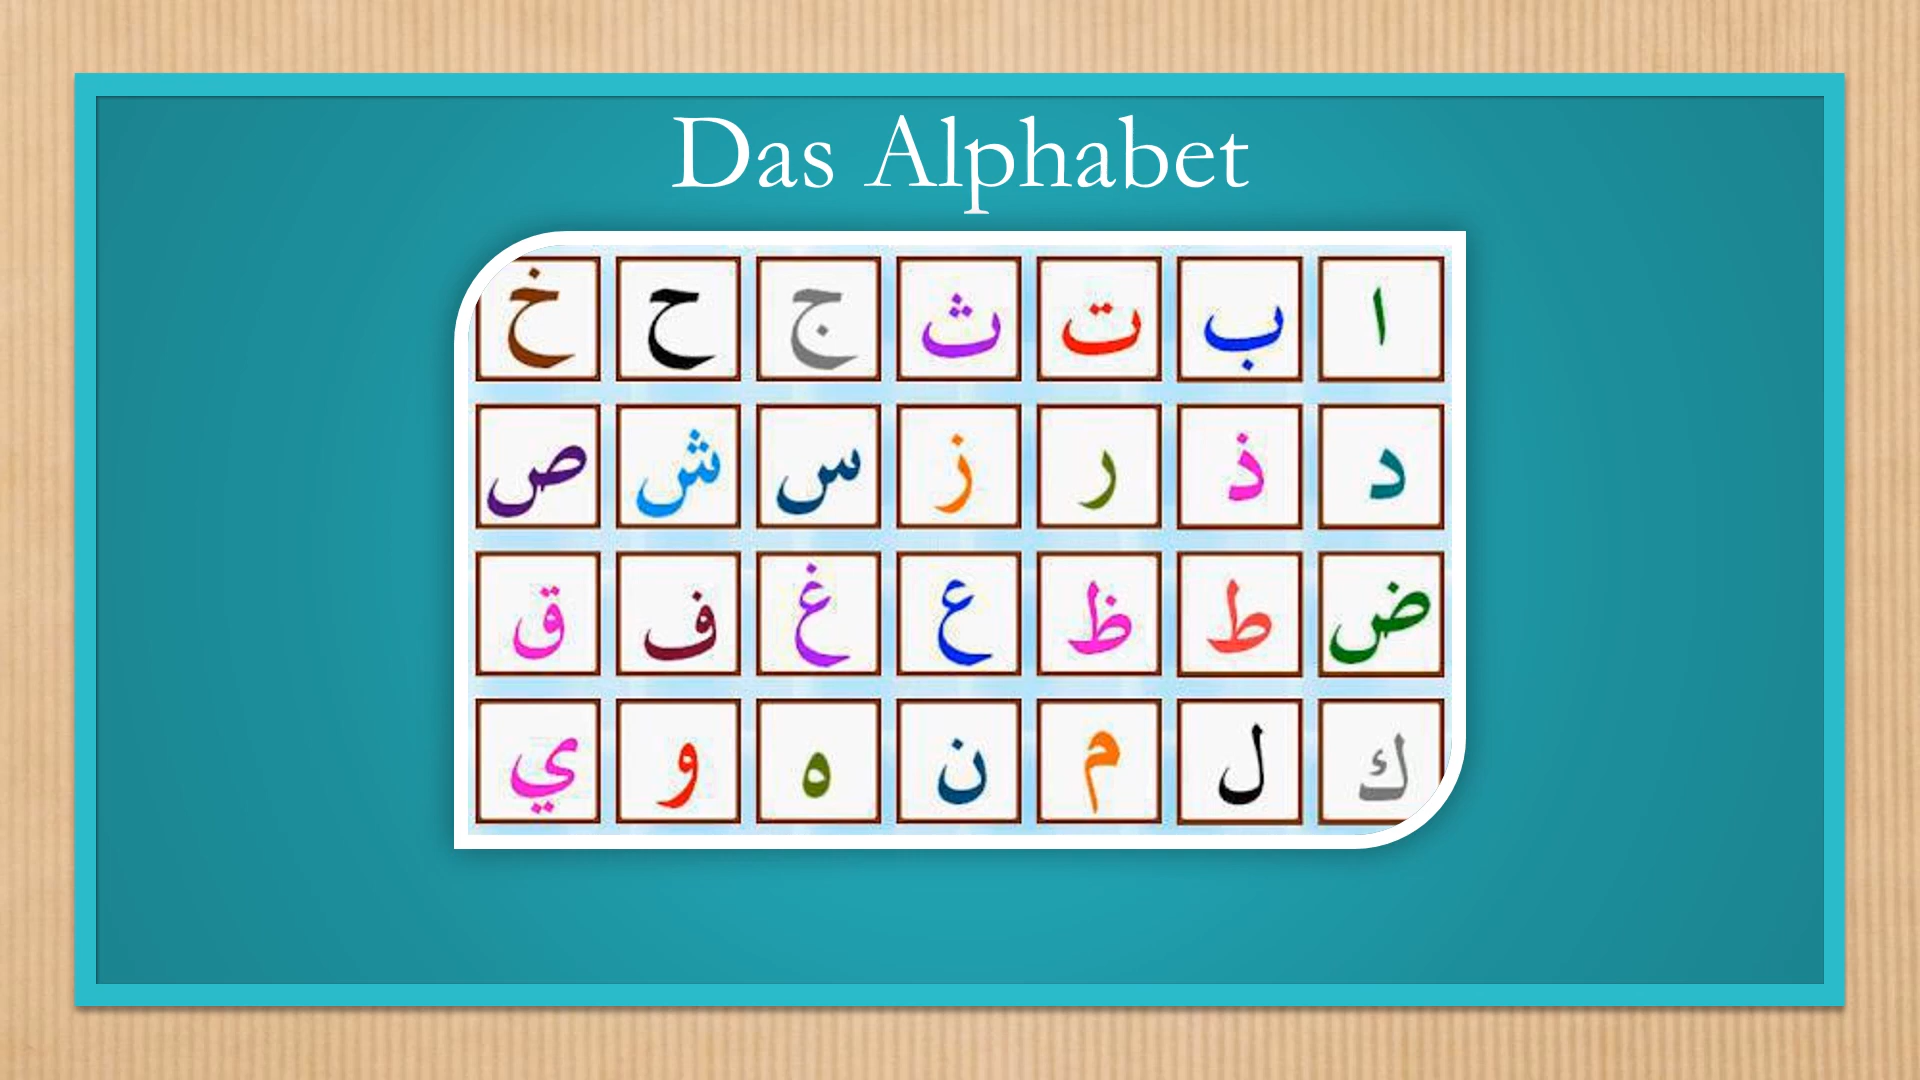 Das Alphabet
ا ب ت ث ج ح خ
د ذ ر ز س ش ص
ض ط ظ ع غ ف ق
ك ل م ن ه و ي